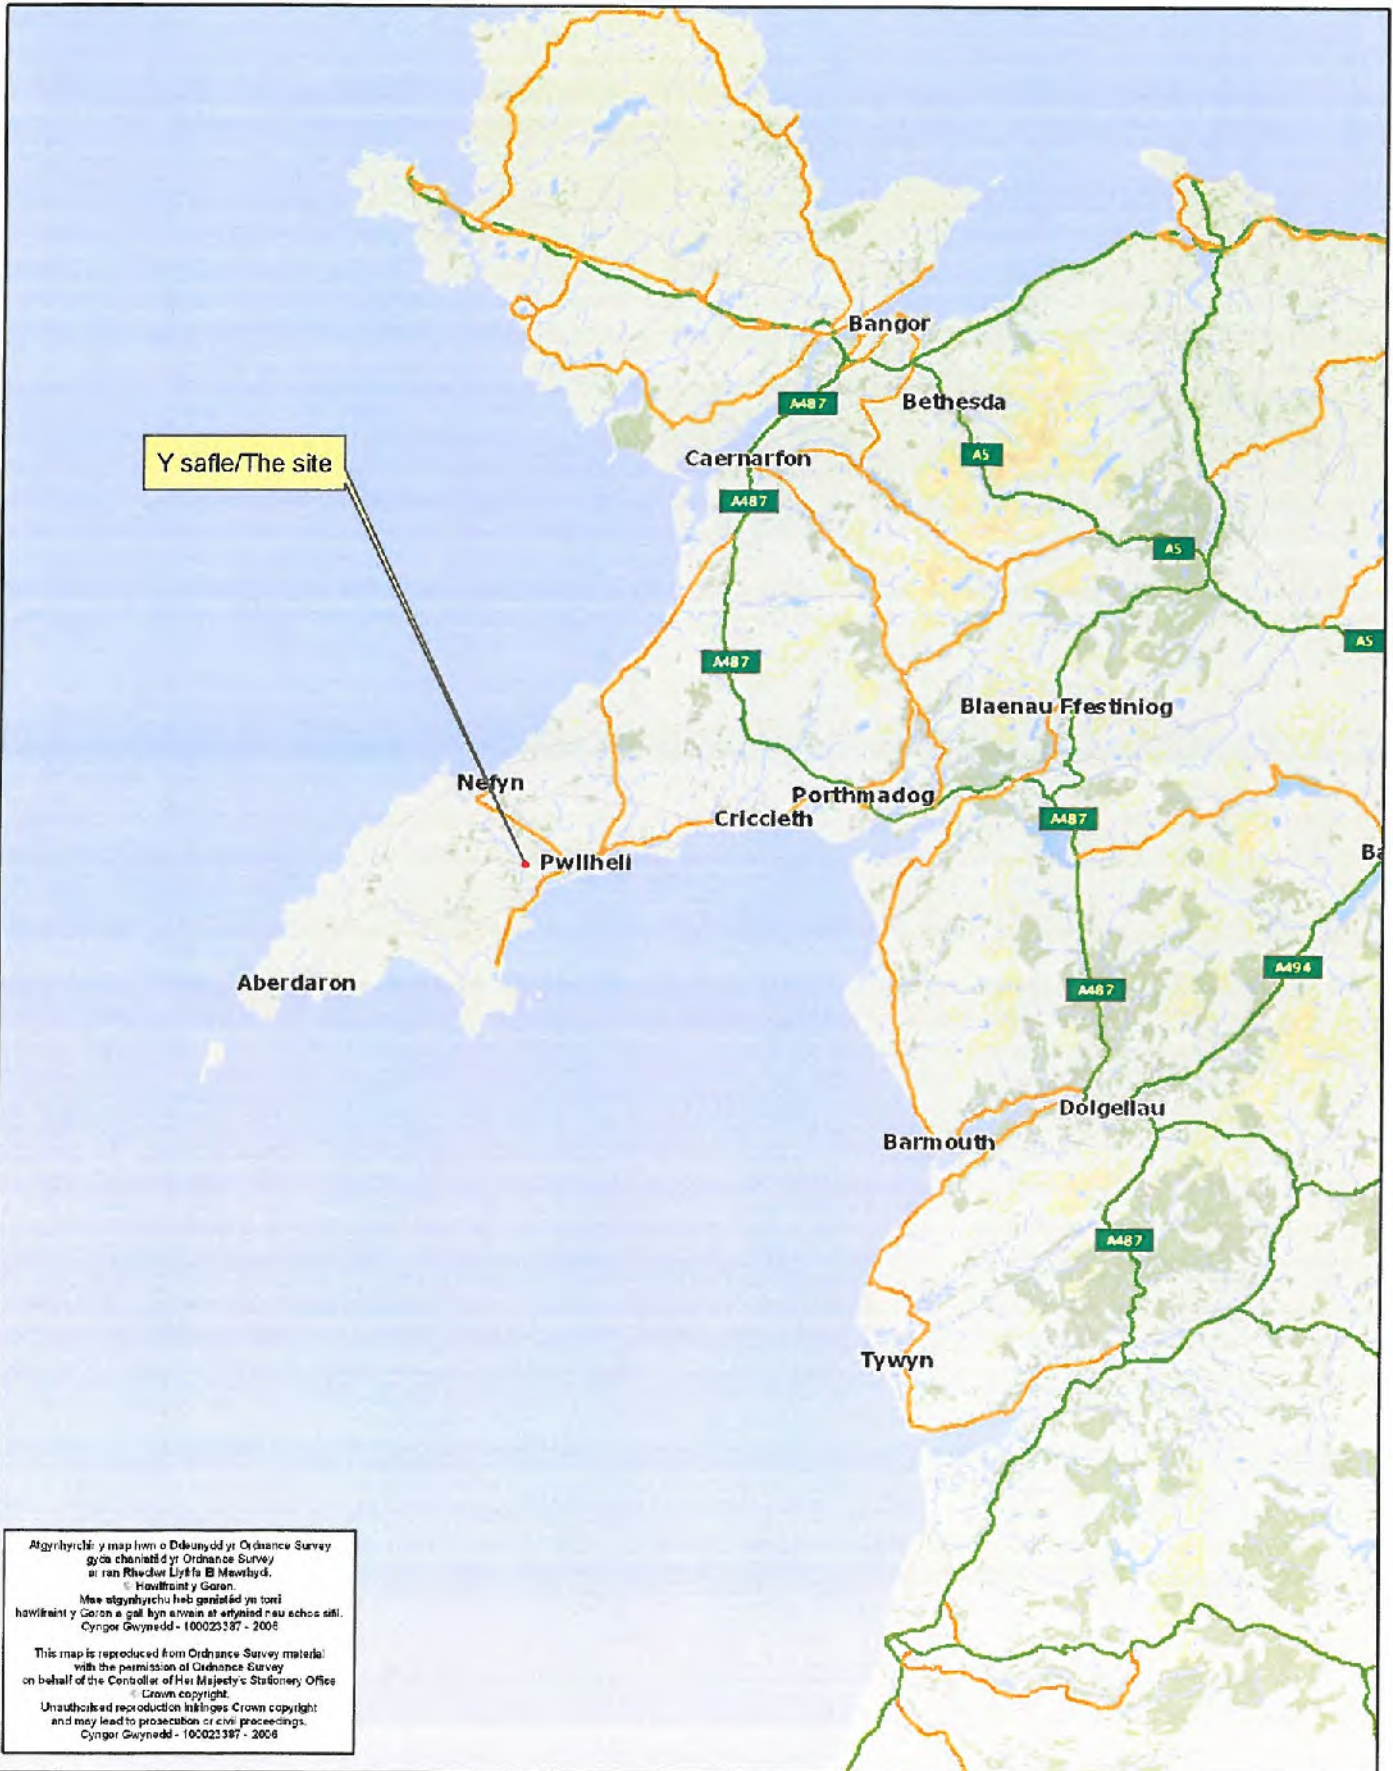 Bangor
A487
Bethesda
Y safle/The site
Caernarfon
A5
A487
A5
A487
A5
Blaenau Ffestiniog
Nefyn
Porthmadog
Criccieth
A487
Pwllheli
Ba
Aberdaron
A494
A487
Dolgellau
Barmouth
A487
Tywyn
Atgynhyrchir y map hwn o Ddeunydd yr Ordnance Survey
gyda chaniatâd yr Ordnance Survey
ar ran Rheolwr Llyfrfa Ei Mawrhydi.
© Hawlfraint y Goron.
Mae atgynhyrchu heb ganiatâd yn torri
hawlfraint y Goron a gall hyn arwain at erlyniad neu achos sifil.
Cyngor Gwynedd - 100023387 - 2006
This map is reproduced from Ordnance Survey material
with the permission of Ordnance Survey
on behalf of the Controller of Her Majesty's Stationery Office
© Crown copyright.
Unauthorised reproduction infringes Crown copyright
and may lead to prosecution or civil proceedings.
Cyngor Gwynedd - 100023387 - 2006